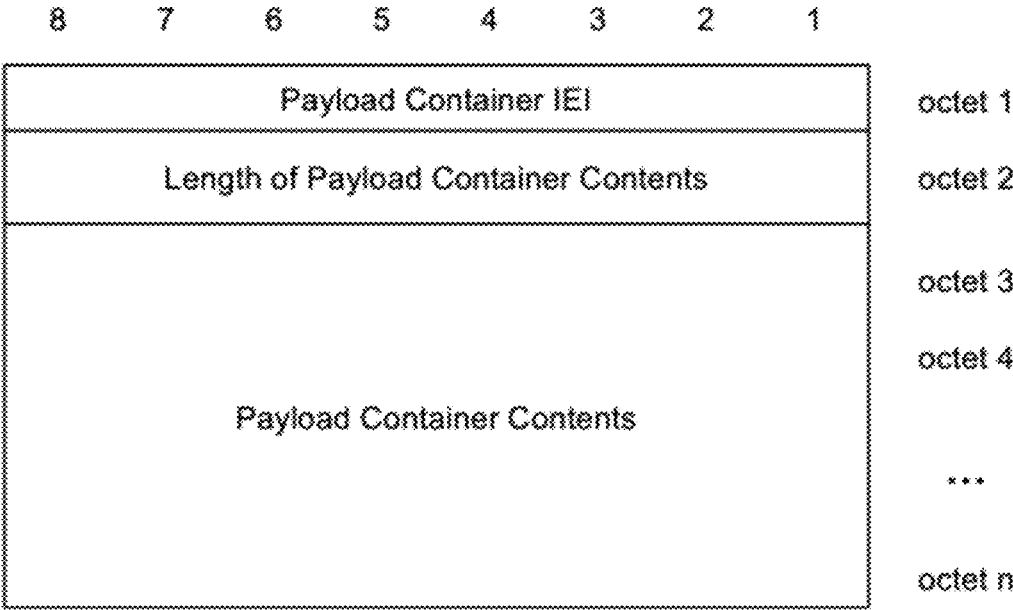 8 7 6 5 4 3 2 1
Payload Container IEI octet 1
Length of Payload Container Contents octet 2
octet 3
octet 4
Payload Container Contents
...
octet n